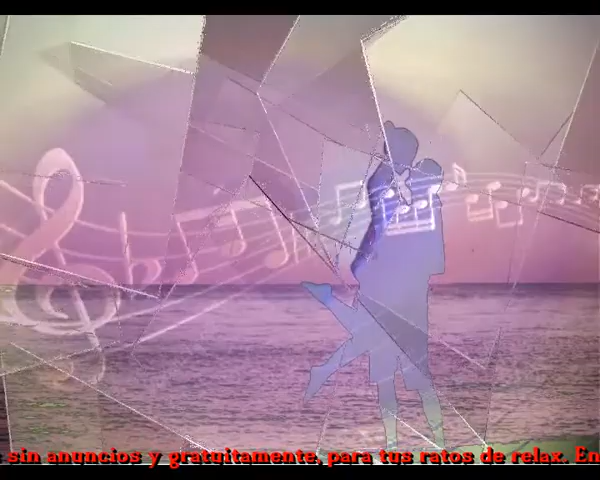 sin anuncios y gratuitamente, para tus ratos de relax. En